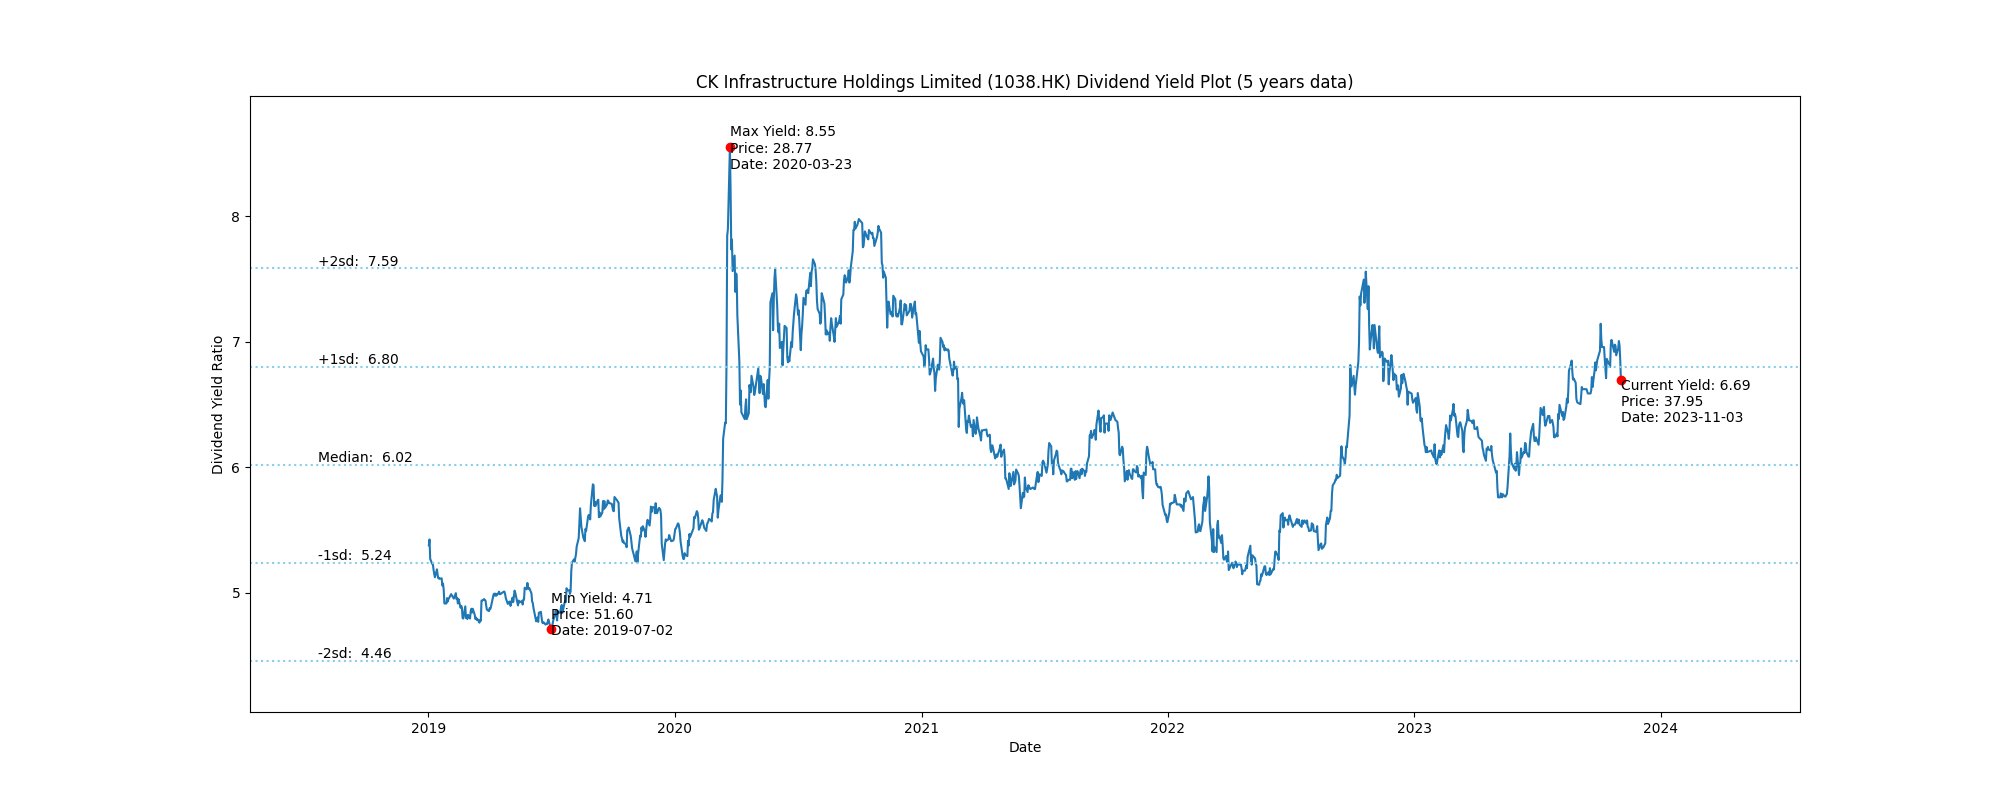 CK Infrastructure Holdings Limited (1038.HK) Dividend Yield Plot (5 years data)
Max Yield: 8.55
Price: 28.77
Date: 2020-03-23
8
+2sd:  7.59
7
+1sd:  6.80
Current Yield: 6.69
Price: 37.95
Date: 2023-11-03
Dividend Yield Ratio
Median:  6.02
6
-1sd:  5.24
5
Min Yield: 4.71
Price: 51.60
Date: 2019-07-02
-2sd:  4.46
2019 2020 2021 2022 2023 2024
Date